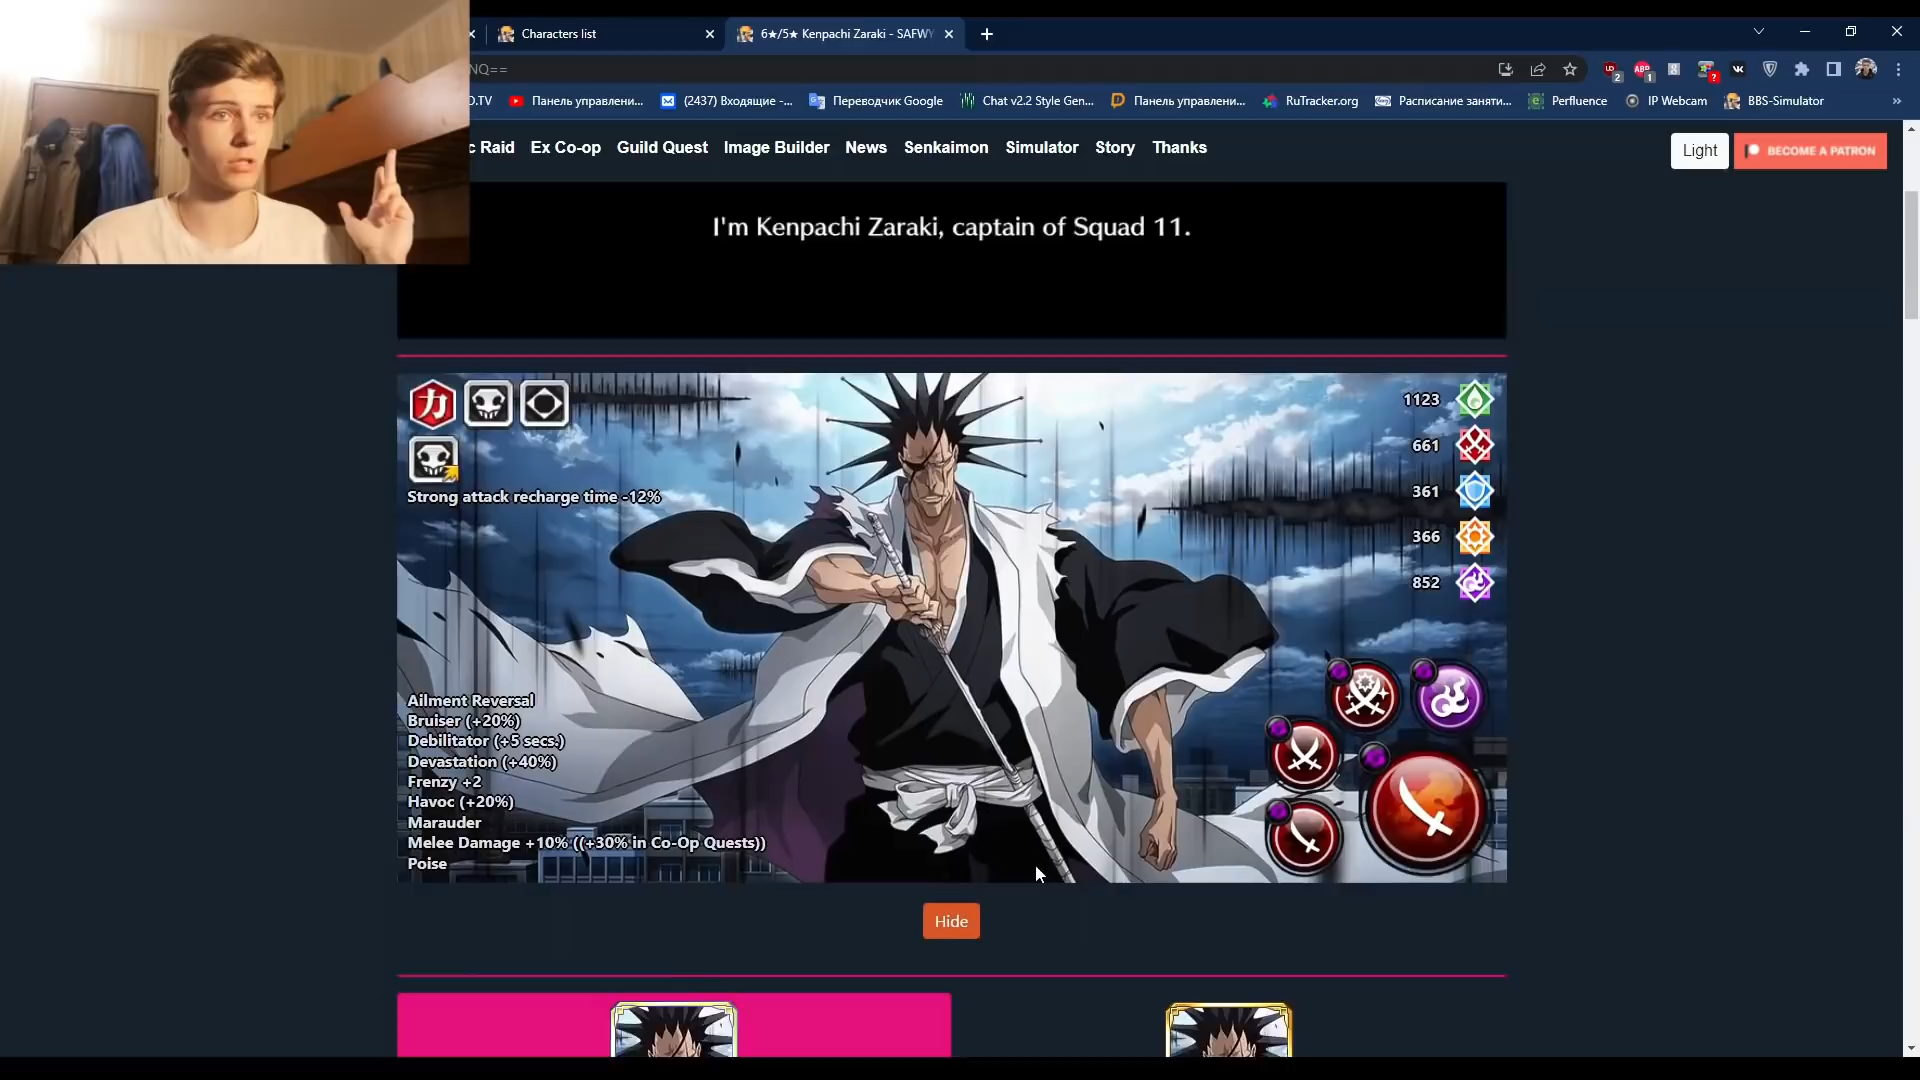 Characters list
6★/5★ Kenpachi Zaraki - SAFWY
NQ==
2
1
?
O.TV
Панель управлени...
(2437) Входящие -...
Переводчик Google
Chat v2.2 Style Gen...
Панель управлени...
RuTracker.org
Расписание заняти...
Perfluence
IP Webcam
BBS-Simulator
»
c Raid
Ex Co-op
Guild Quest
Image Builder
News
Senkaimon
Simulator
Story
Thanks
Light
BECOME A PATRON
I'm Kenpachi Zaraki, captain of Squad 11.
力
Strong attack recharge time -12%
1123
661
361
366
852
Ailment Reversal
Bruiser (+20%)
Debilitator (+5 secs.)
Devastation (+40%)
Frenzy +2
Havoc (+20%)
Marauder
Melee Damage +10% ((+30% in Co-Op Quests))
Poise
Hide